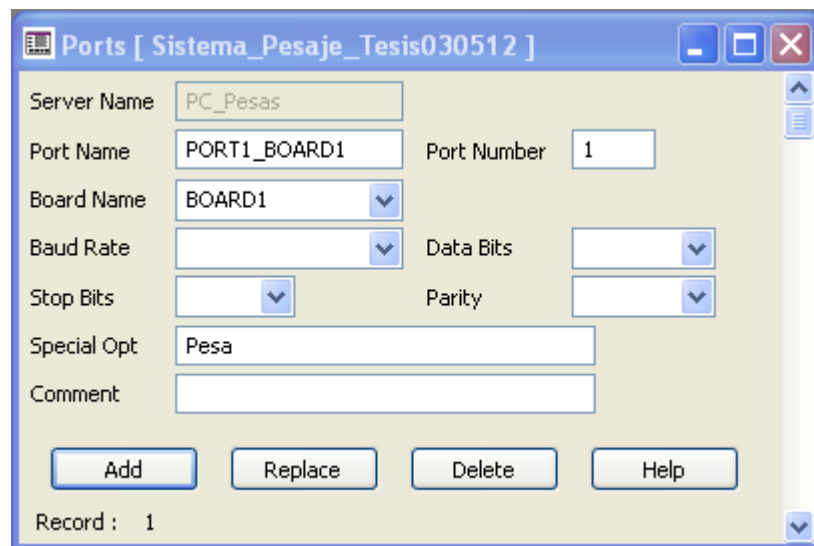 Ports [ Sistema_Pesaje_Tesis030512 ]
Server Name PC_Pesas
Port Name PORT1_BOARD1 Port Number 1
Board Name BOARD1
Baud Rate Data Bits
Stop Bits Parity
Special Opt Pesa
Comment
Add Replace Delete Help
Record : 1